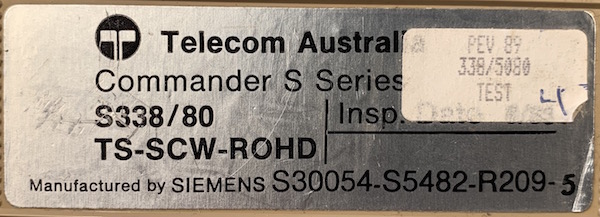 Telecom Australia
Commander S Series
S338/80
Insp. Date
TS-SCW-ROHD
Manufactured by SIEMENS S30054-S5482-R209-5
PEV 89
338/5080
TEST